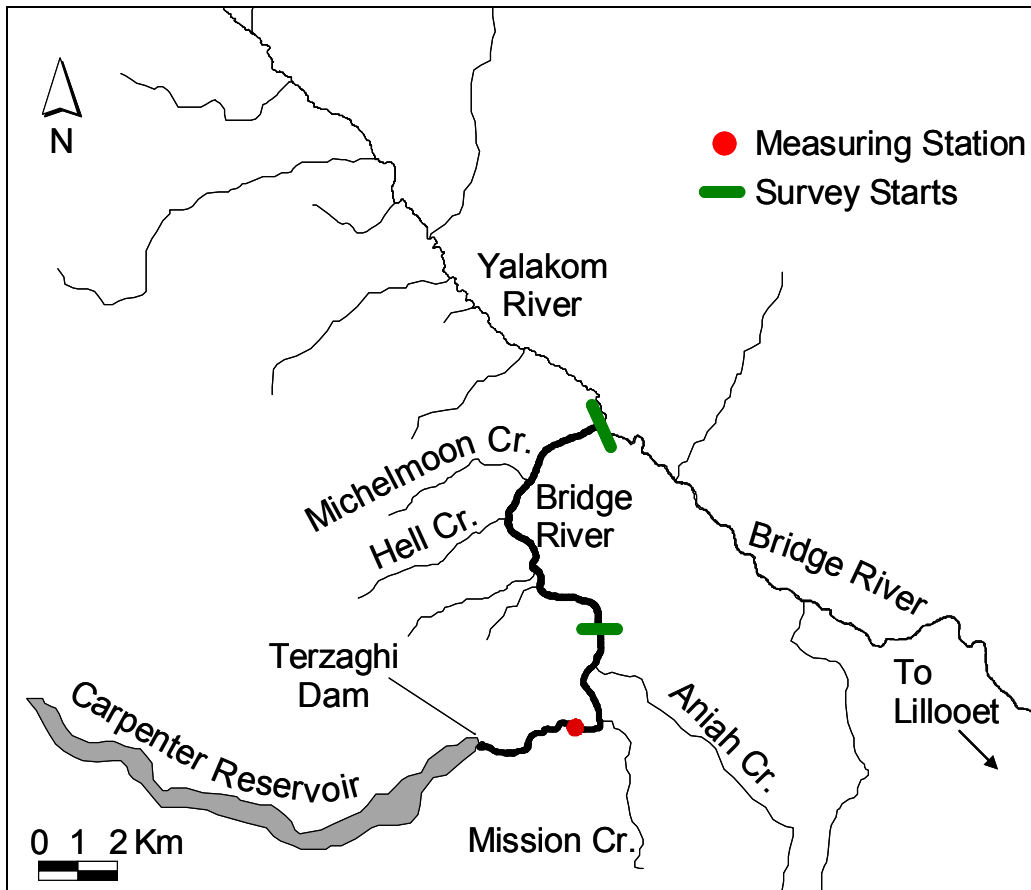 N
Measuring Station
Survey Starts
Yalakom
River
Michelmoon Cr.
Bridge
River
Hell Cr.
Bridge River
Terzaghi
Dam
To
Lillooet
Aniah Cr.
Carpenter Reservoir
Mission Cr.
0 1 2 Km